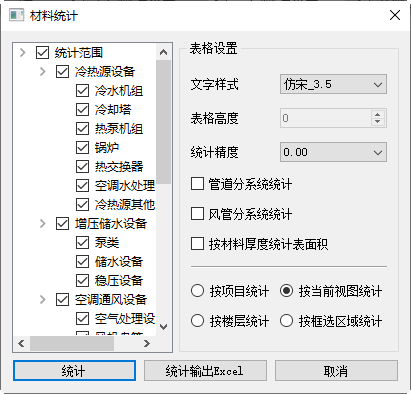 材料统计
统计范围
冷热源设备
冷水机组
冷却塔
热泵机组
锅炉
热交换器
空调水处理
冷热源其他
增压储水设备
泵类
储水设备
稳压设备
空调通风设备
空气处理设
表格设置
文字样式
仿宋_3.5
表格高度
0
统计精度
0.00
管道分系统统计
风管分系统统计
按材料厚度统计表面积
按项目统计
按当前视图统计
按楼层统计
按框选区域统计
统计
统计输出Excel
取消